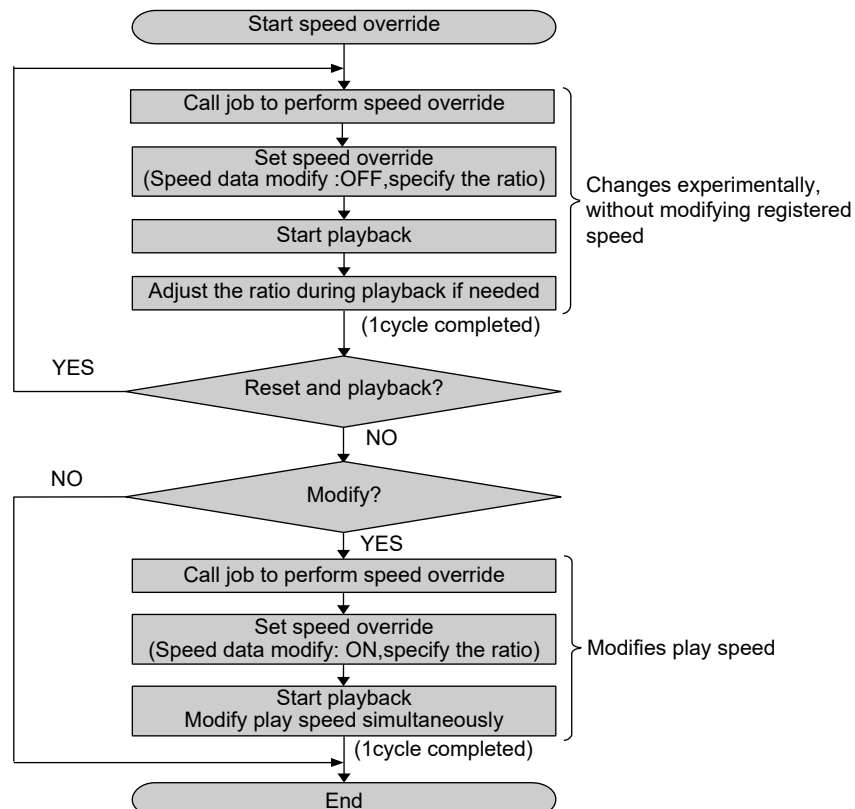 Start speed override
Call job to perform speed override
Set speed override
(Speed data modify :OFF,specify the ratio)
Start playback
Adjust the ratio during playback if needed
Changes experimentally,
without modifying registered
speed
(1cycle completed)
YES
Reset and playback?
NO
NO
Modify?
YES
Call job to perform speed override
Set speed override
(Speed data modify: ON,specify the ratio)
Start playback
Modify play speed simultaneously
Modifies play speed
(1cycle completed)
End